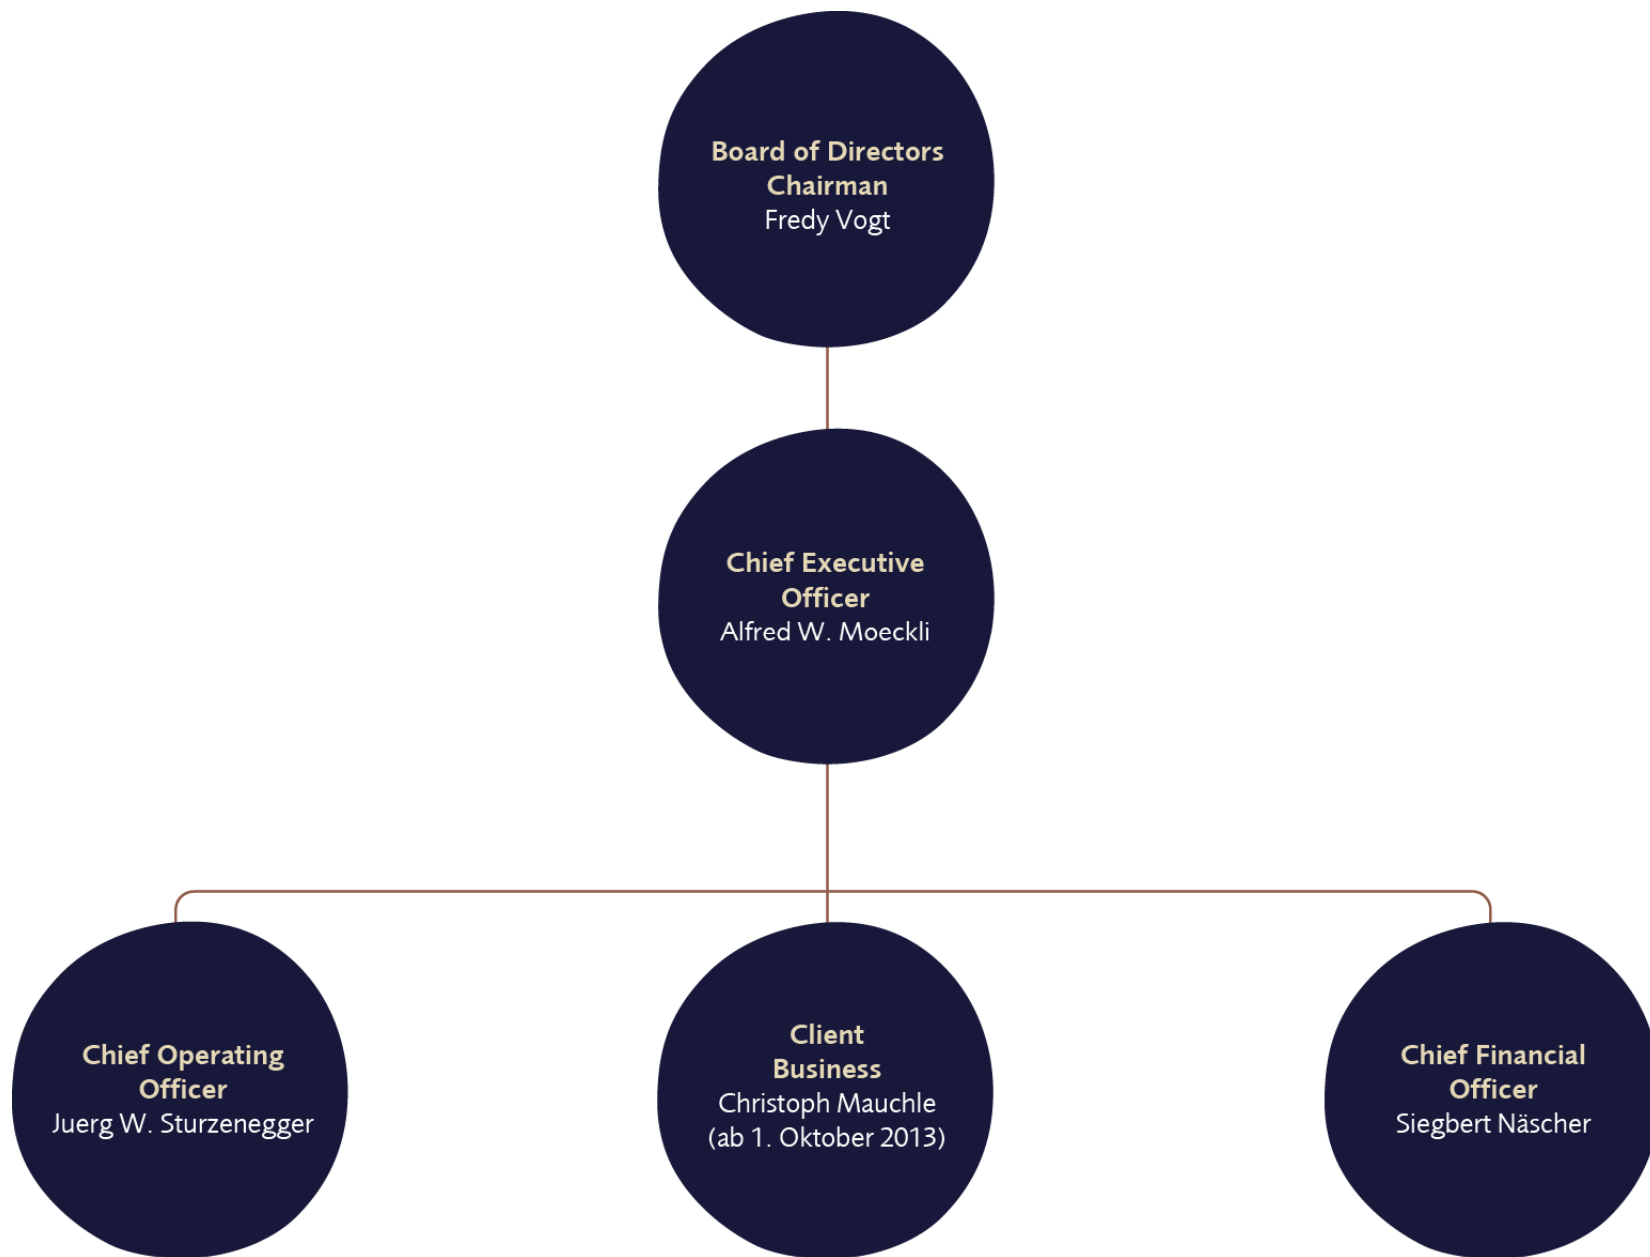 Board of Directors
Chairman
Fredy Vogt
Chief Executive
Officer
Alfred W. Moeckli
Chief Operating
Officer
Juerg W. Sturzenegger
Client
Business
Christoph Mauchle
(ab 1. Oktober 2013)
Chief Financial
Officer
Siegbert Näscher